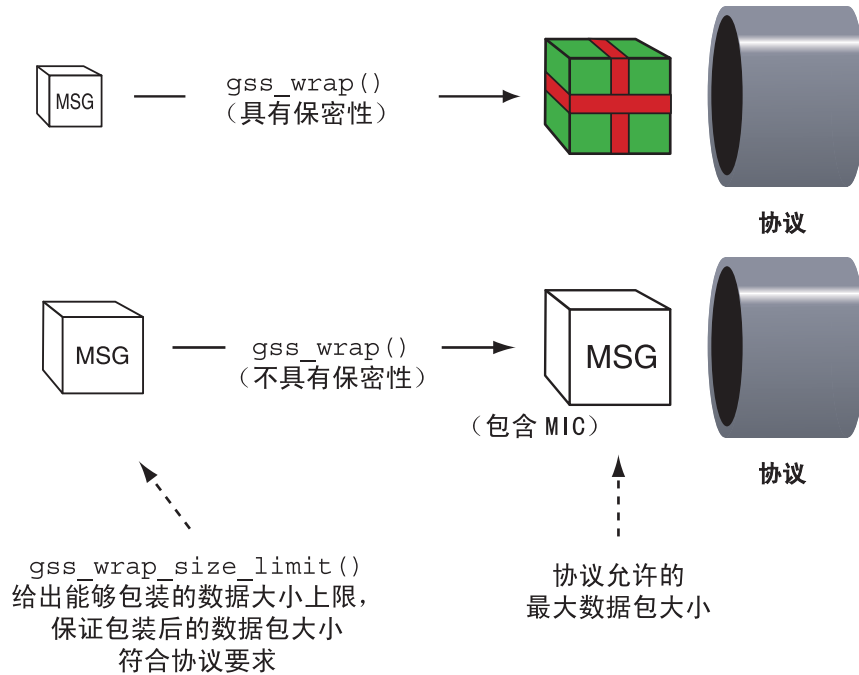 MSG
gss_wrap()
（具有保密性）
协议
MSG
gss_wrap()
（不具有保密性）
MSG
（包含 MIC）
协议
gss_wrap_size_limit()
给出能够包装的数据大小上限，
保证包装后的数据包大小
符合协议要求
协议允许的
最大数据包大小